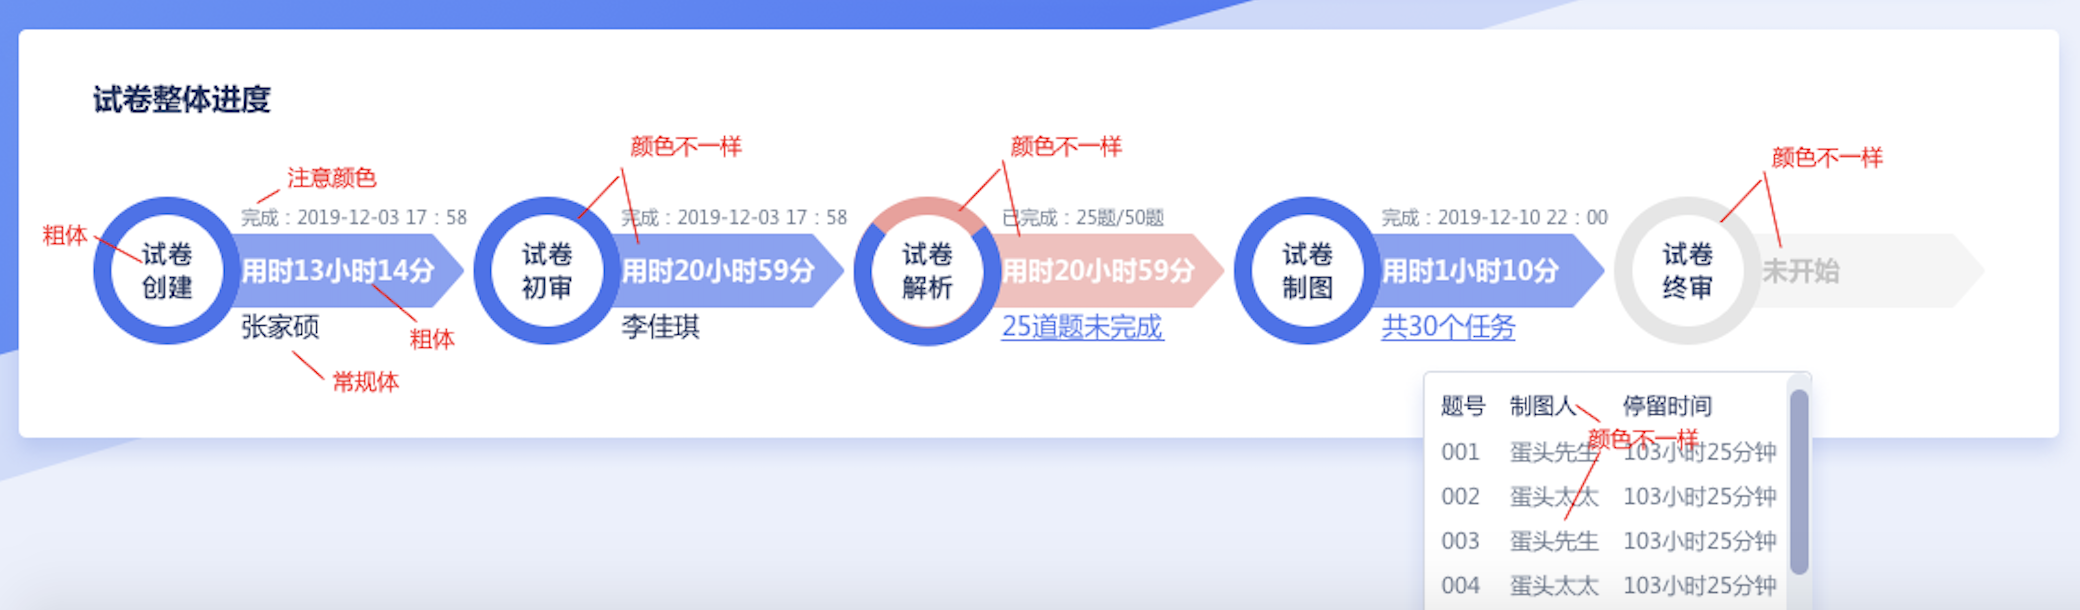 试卷整体进度
颜色不一样
颜色不一样
颜色不一样
注意颜色
粗体
完成：2019-12-03 17：58
试卷
创建
用时13小时14分
张家硕
粗体
常规体
完成：2019-12-03 17：58
试卷
初审
用时20小时59分
李佳琪
已完成：25题/50题
试卷
解析
用时20小时59分
25道题未完成
完成：2019-12-10 22：00
试卷
制图
用时1小时10分
共30个任务
试卷
终审
未开始
题号 制图人 停留时间
颜色不一样
001 蛋头先生 103小时25分钟
002 蛋头太太 103小时25分钟
003 蛋头先生 103小时25分钟
004 蛋头太太 103小时25分钟